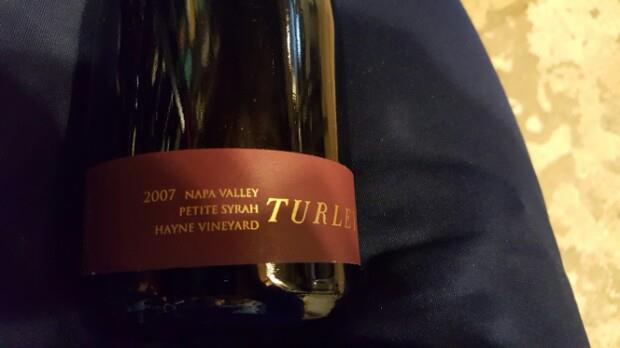 2007 NAPA VALLEY
PETITE SYRAH
HAYNE VINEYARD
TURLE